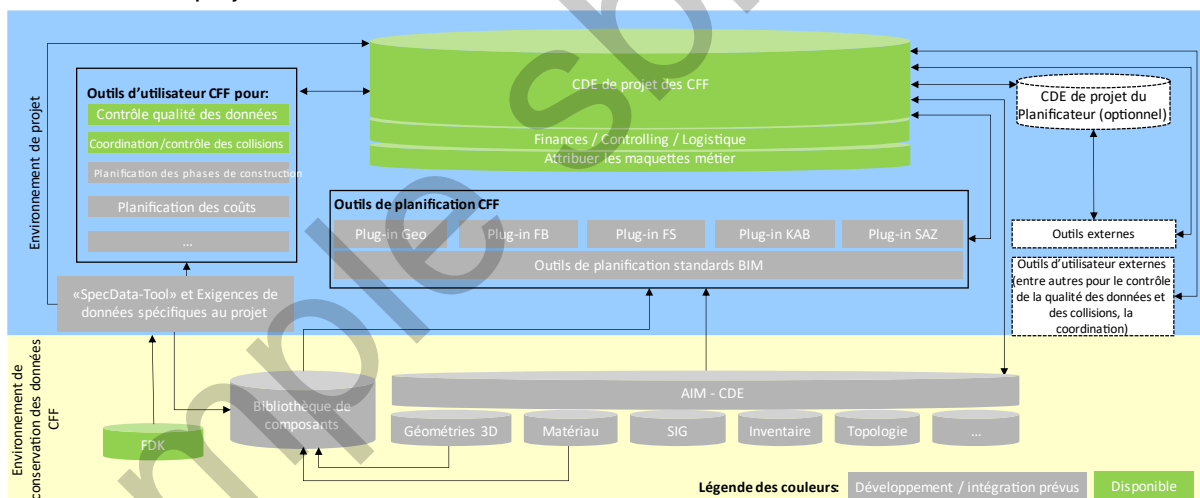 Environnement de projet
CDE de projet des CFF
Finances / Controlling / Logistique
Attribuer les maquettes métier
Outils d'utilisateur CFF pour:
Contrôle qualité des données
Coordination/contrôle des collisions
Planification des phases de construction
Planification des coûts
...
CDE de projet du
Planificateur (optionnel)
Outils de planification CFF
Plug-in Geo
Plug-in FB
Plug-in FS
Plug-in KAB
Plug-in SAZ
Outils de planification standards BIM
Outils externes
Outils d'utilisateur externes
(entre autres pour le contrôle
de la qualité des données et
des collisions, la
coordination)
«SpecData-Tool» et Exigences de
données spécifiques au projet
Environnement de
conservation des données
CFF
FDK
Bibliothèque de
composants
AIM - CDE
Géométries 3D
Matériau
SIG
Inventaire
Topologie
...
Légende des couleurs:
Développement / intégration prévus
Disponible